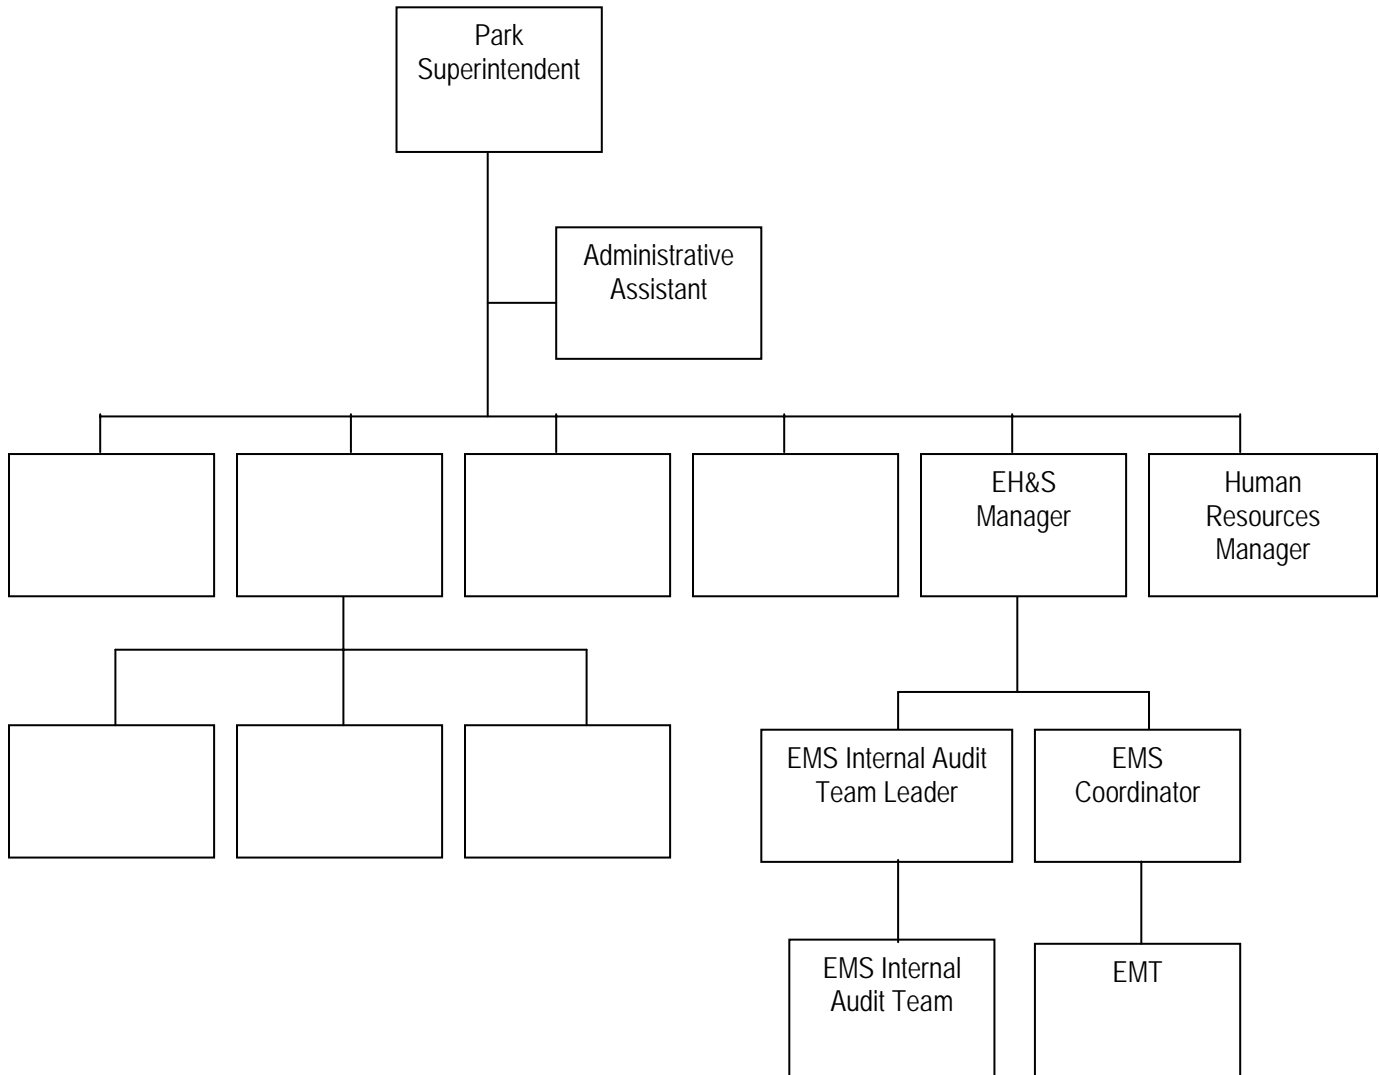 Park
Superintendent
Administrative
Assistant
EH&S
Manager
Human
Resources
Manager
EMS Internal Audit
Team Leader
EMS
Coordinator
EMS Internal
Audit Team
EMT